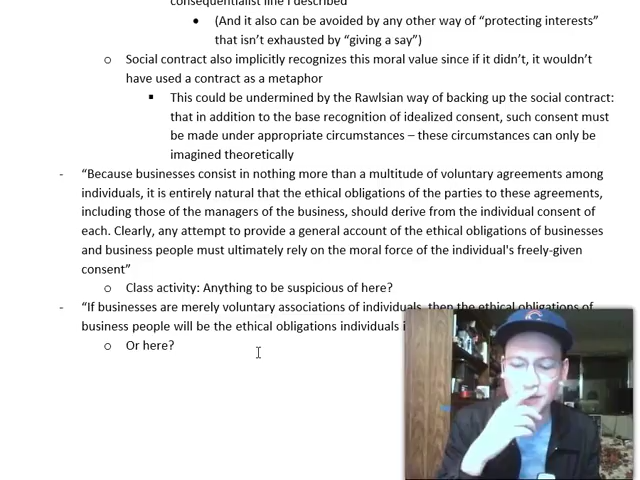 consequentialist line I described
• (And it also can be avoided by any other way of “protecting interests”
that isn’t exhausted by “giving a say”)
o Social contract also implicitly recognizes this moral value since if it didn’t, it wouldn’t
have used a contract as a metaphor
▪ This could be undermined by the Rawlsian way of backing up the social contract:
that in addition to the base recognition of idealized consent, such consent must
be made under appropriate circumstances – these circumstances can only be
imagined theoretically
- “Because businesses consist in nothing more than a multitude of voluntary agreements among
individuals, it is entirely natural that the ethical obligations of the parties to these agreements,
including those of the managers of the business, should derive from the individual consent of
each. Clearly, any attempt to provide a general account of the ethical obligations of businesses
and business people must ultimately rely on the moral force of the individual's freely-given
consent”
o Class activity: Anything to be suspicious of here?
- “If businesses are merely voluntary associations of individuals, then the ethical obligations of
business people will be the ethical obligations individuals
o Or here?